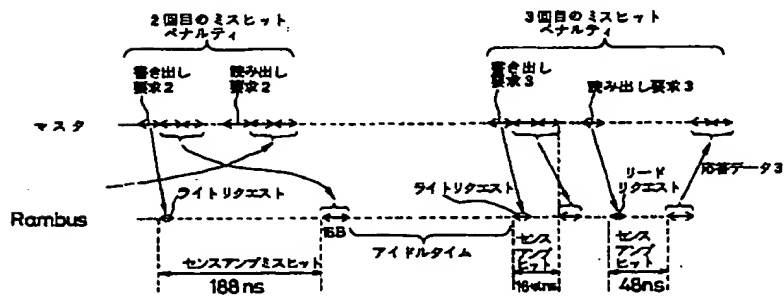 2回目のミスヒット
ペナルティ
3回目のミスヒット
ペナルティ
書き出し
要求2
読み出し
要求2
書き出し
要求3
読み出し要求3
マスタ
応答データ3
ライトリクエスト
ライトリクエスト
リード
リクエスト
Rambus
16B
アイドルタイム
センスアンプミスヒット
188ns
センス
アンプ
ヒット
センス
アンプ
ヒット
48ns